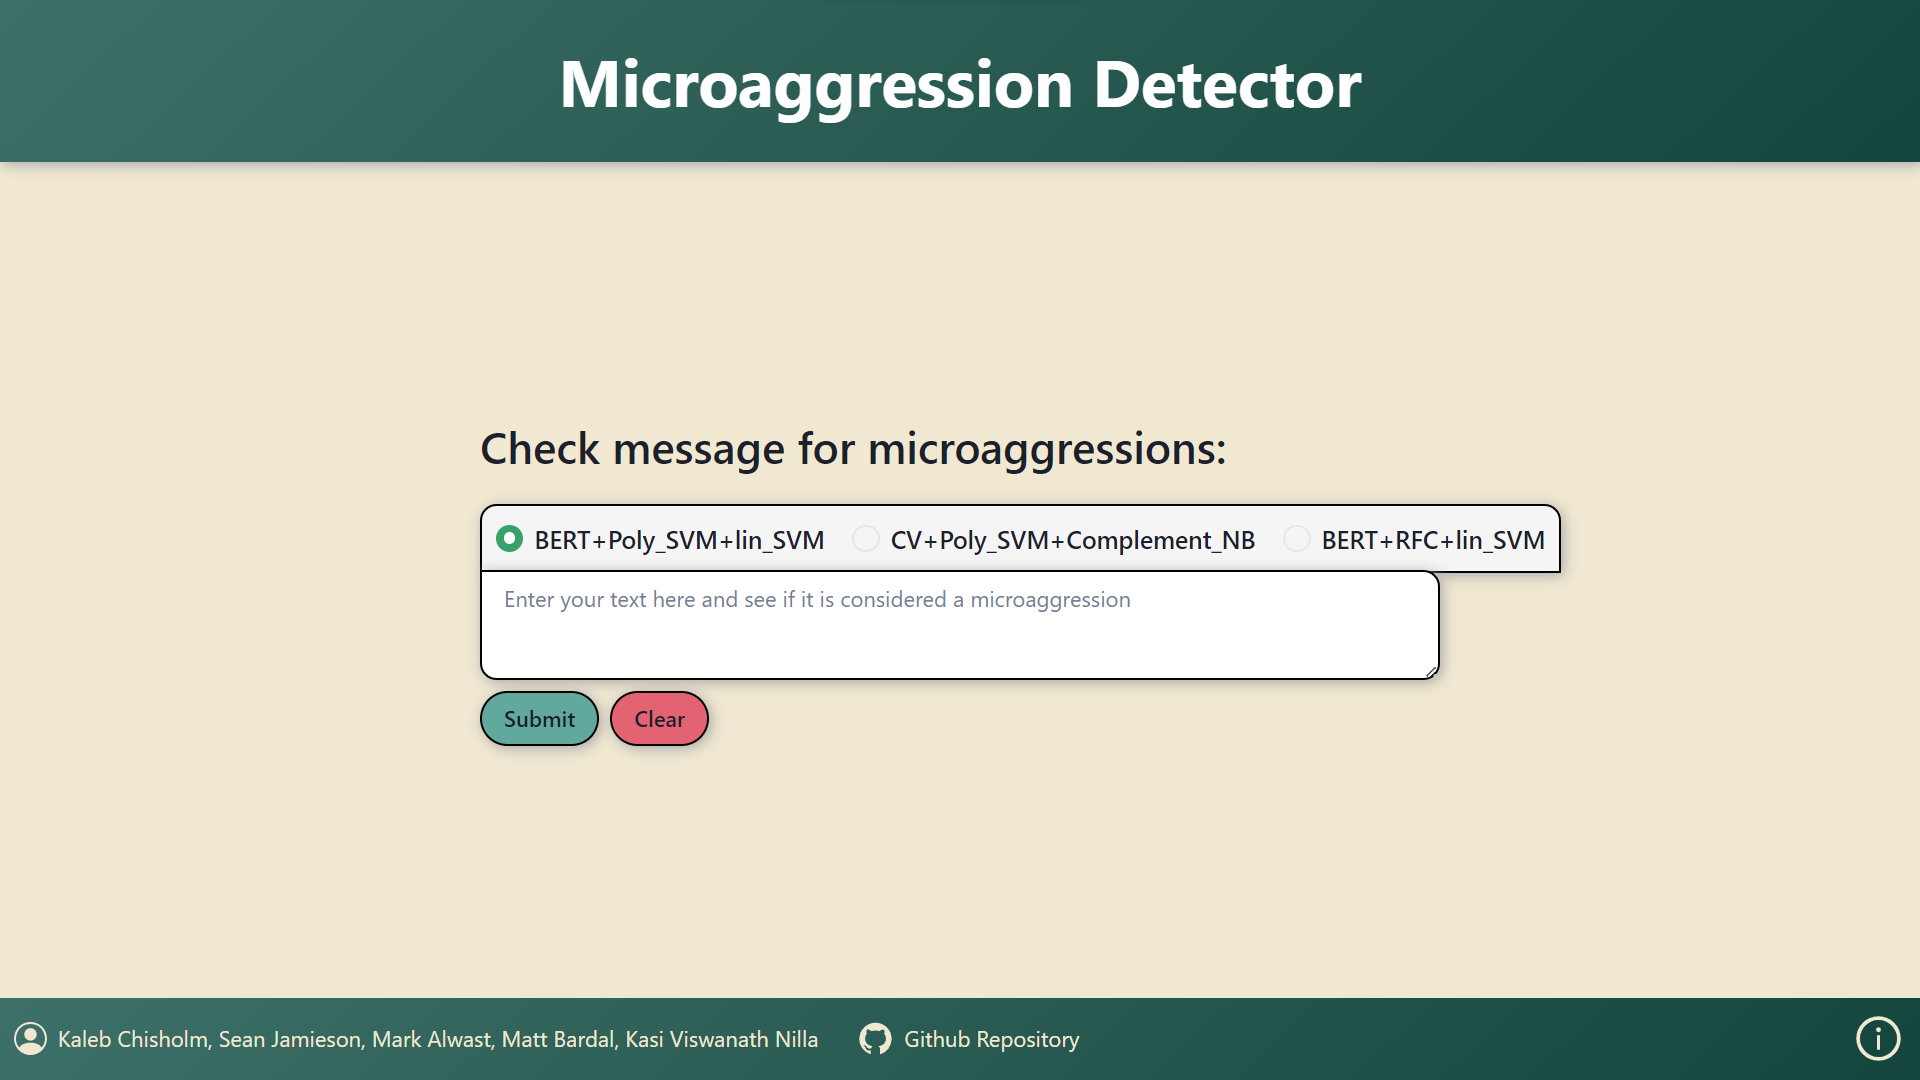 Microaggression Detector
Check message for microaggressions:
BERT+Poly_SVM+lin_SVM CV+Poly_SVM+Complement_NB BERT+RFC+lin_SVM
Enter your text here and see if it is considered a microaggression
Submit Clear
Kaleb Chisholm, Sean Jamieson, Mark Alwast, Matt Bardal, Kasi Viswanath Nilla Github Repository